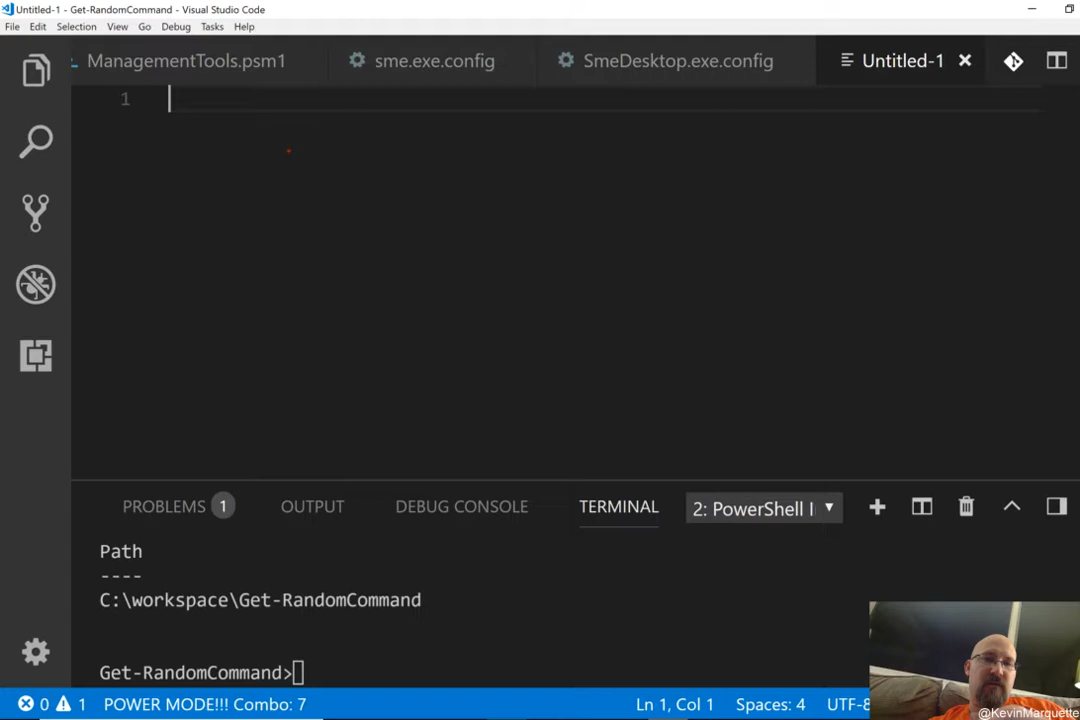 Untitled-1 - Get-RandomCommand - Visual Studio Code
File Edit Selection View Go Debug Tasks Help
ManagementTools.psm1 sme.exe.config SmeDesktop.exe.config Untitled-1
1
PROBLEMS 1 OUTPUT DEBUG CONSOLE TERMINAL 2: PowerShell I
Path
----
C:\workspace\Get-RandomCommand
Get-RandomCommand>
0 1 POWER MODE!!! Combo: 7 Ln 1, Col 1 Spaces: 4 UTF-8
@KevinMarquette